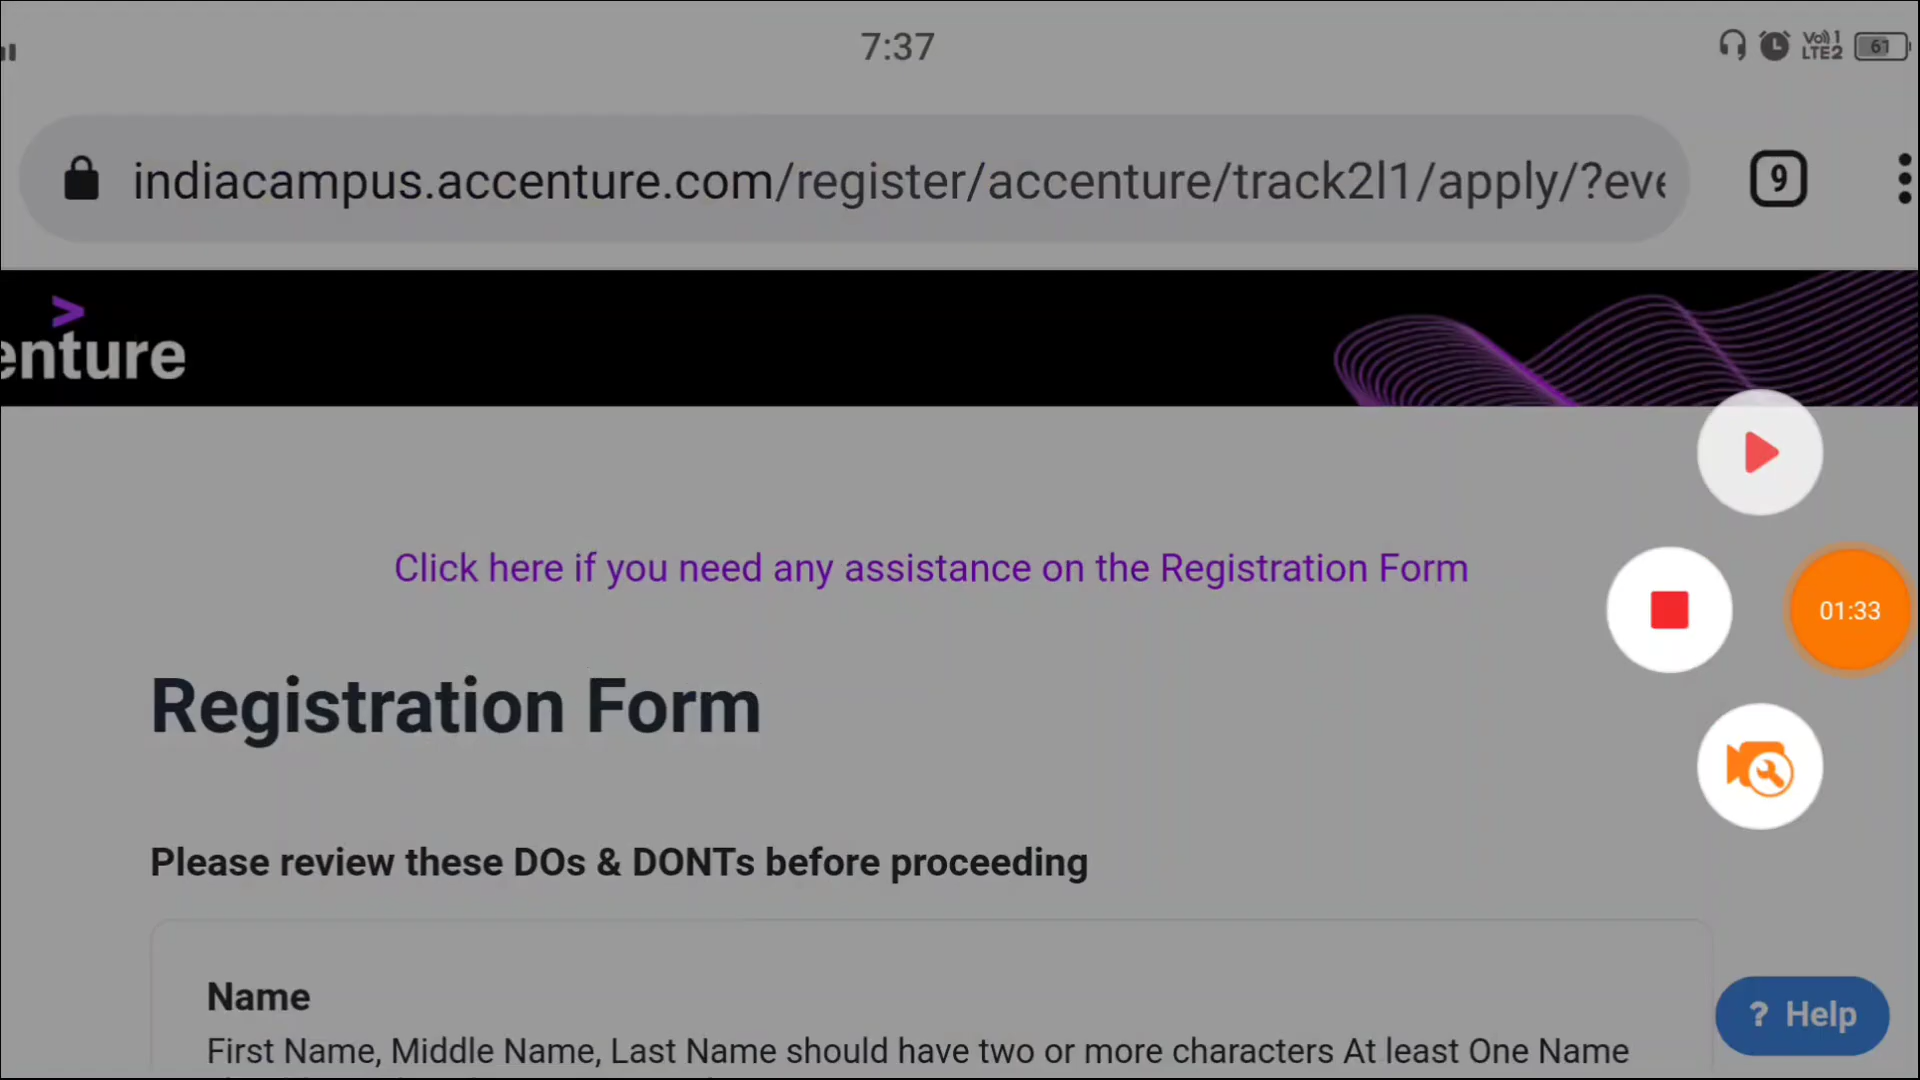 7:37
Vo)) 1
LTE2
61
indiacampus.accenture.com/register/accenture/track2l1/apply/?eve
9
>
enture
Click here if you need any assistance on the Registration Form
01:33
Registration Form
Please review these DOs & DONTs before proceeding
Name
First Name, Middle Name, Last Name should have two or more characters At least One Name
? Help